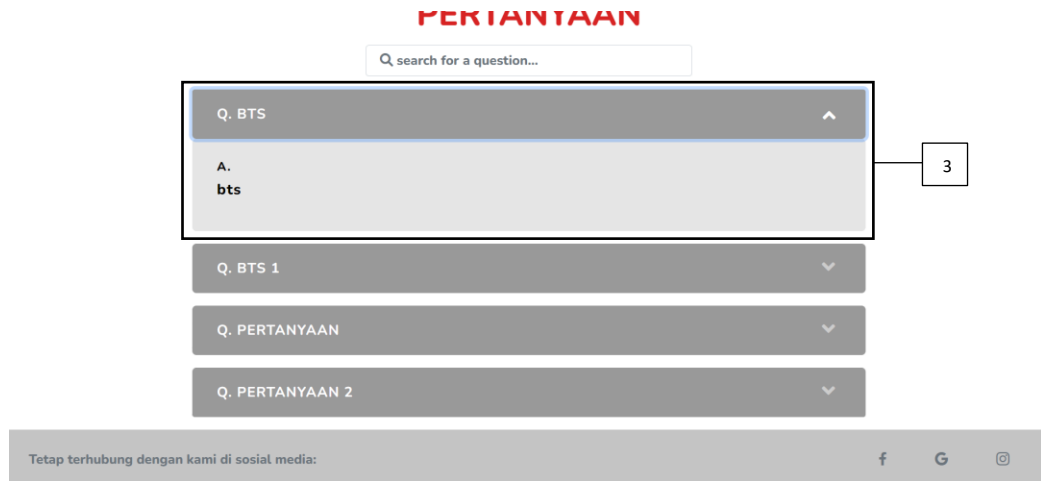 PERTANYAAN
search for a question...
Q. BTS
A.
bts
3
Q. BTS 1
Q. PERTANYAAN
Q. PERTANYAAN 2
Tetap terhubung dengan kami di sosial media: